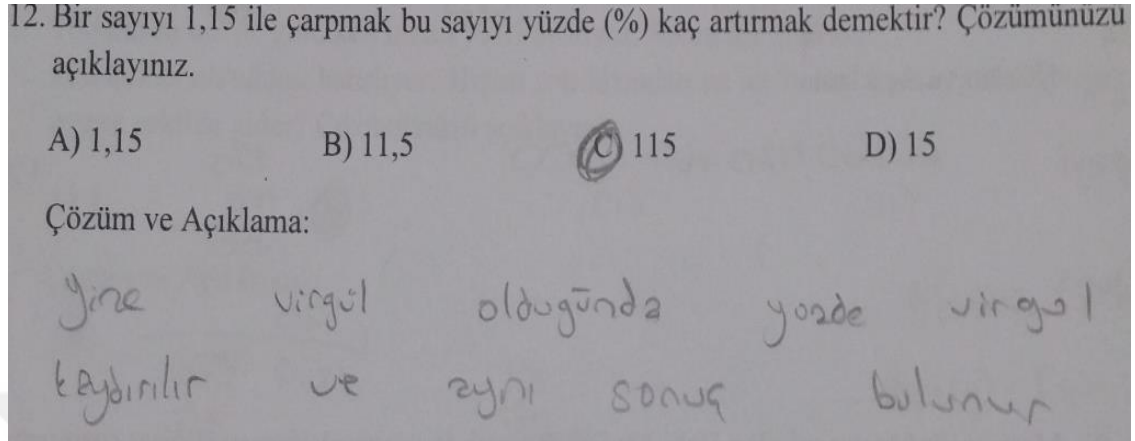 12. Bir sayıyı 1,15 ile çarpmak bu sayıyı yüzde (%) kaç artırmak demektir? Çözümünüzü
açıklayınız.
A) 1,15 B) 11,5 C) 115 D) 15
Çözüm ve Açıklama:
Yine virgül olduğunda yüzde virgül
kaydırılır ve aynı sonuç bulunur